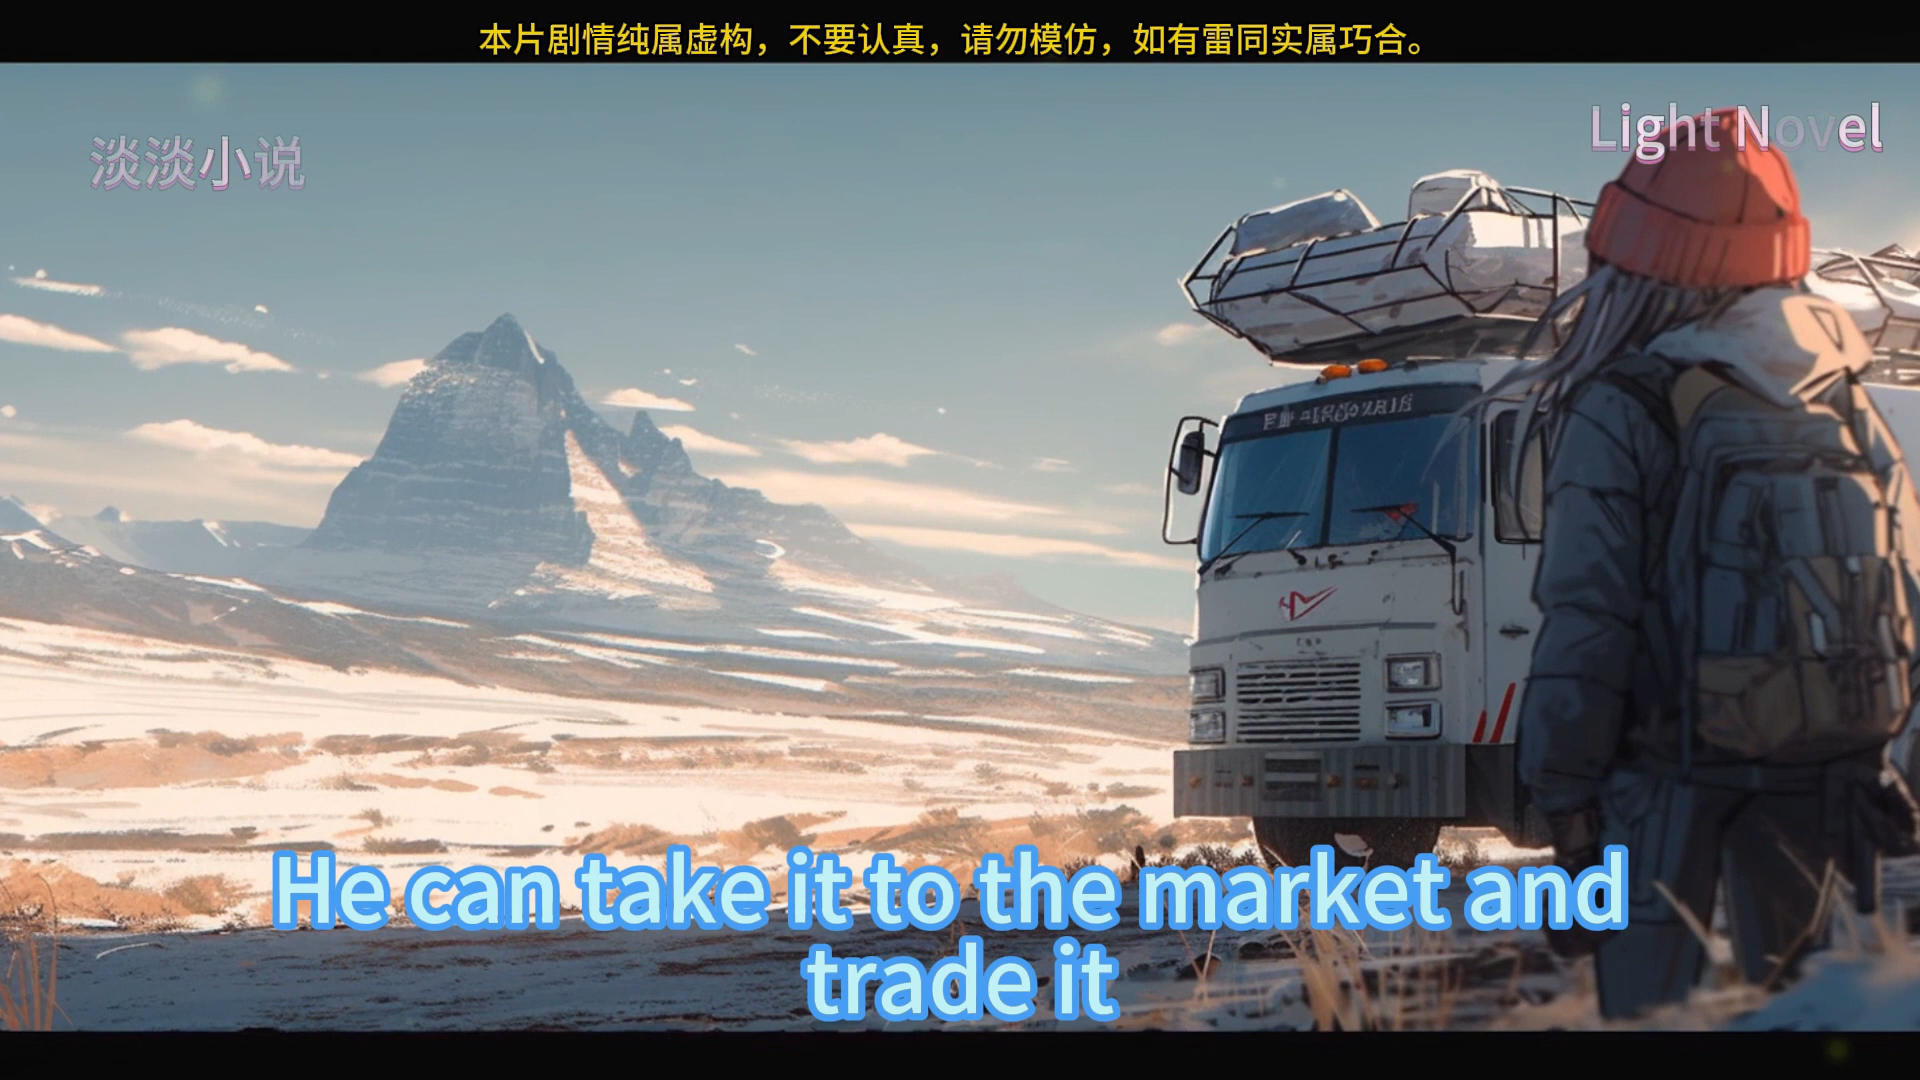 本片剧情纯属虚构，不要认真，请勿模仿，如有雷同实属巧合。
淡淡小说
Light Novel
He can take it to the market and
trade it